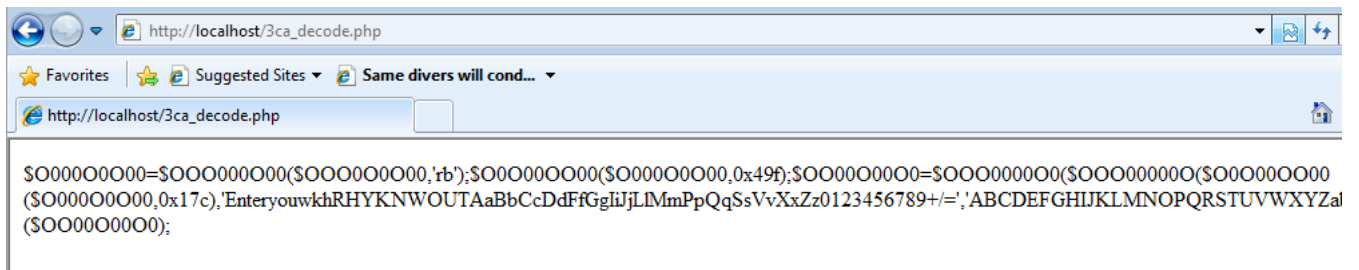 http://localhost/3ca_decode.php
Favorites Suggested Sites Same divers will cond...
http://localhost/3ca_decode.php
$O000O0O00=$OOO000O00($OOO0O0O00,'rb');$O0O00OO00($O000O0O00,0x49f);$OO00O00O0=$OOO0000O0($OOO00000O($O0O00OO00
($O000O0O00,0x17c),'EnteryouwkhRHYKNWOUTAaBbCcDdFfGgIiJjLlMmPpQqSsVvXxZz0123456789+/=','ABCDEFGHIJKLMNOPQRSTUVWXYZa
($OO00O00O0);